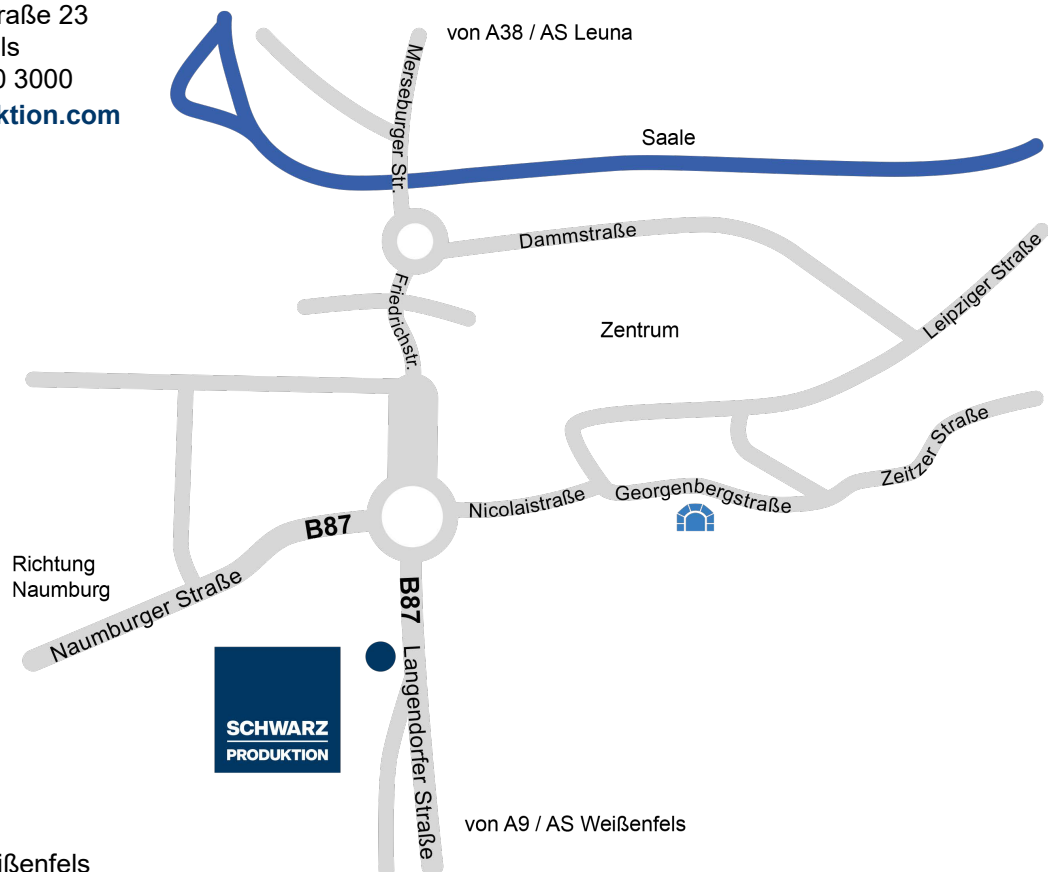 raße 23
ls
0 3000
ktion.com
von A38 / AS Leuna
Merseburger Str.
Saale
Dammstraße
Leipziger Straße
Friedrichstr.
Zentrum
Zeitzer Straße
Nicolaistraße
Georgenbergstraße
B87
Richtung
Naumburg
Naumburger Straße
B87
Langendorfer Straße
SCHWARZ
PRODUKTION
von A9 / AS Weißenfels
ißenfels